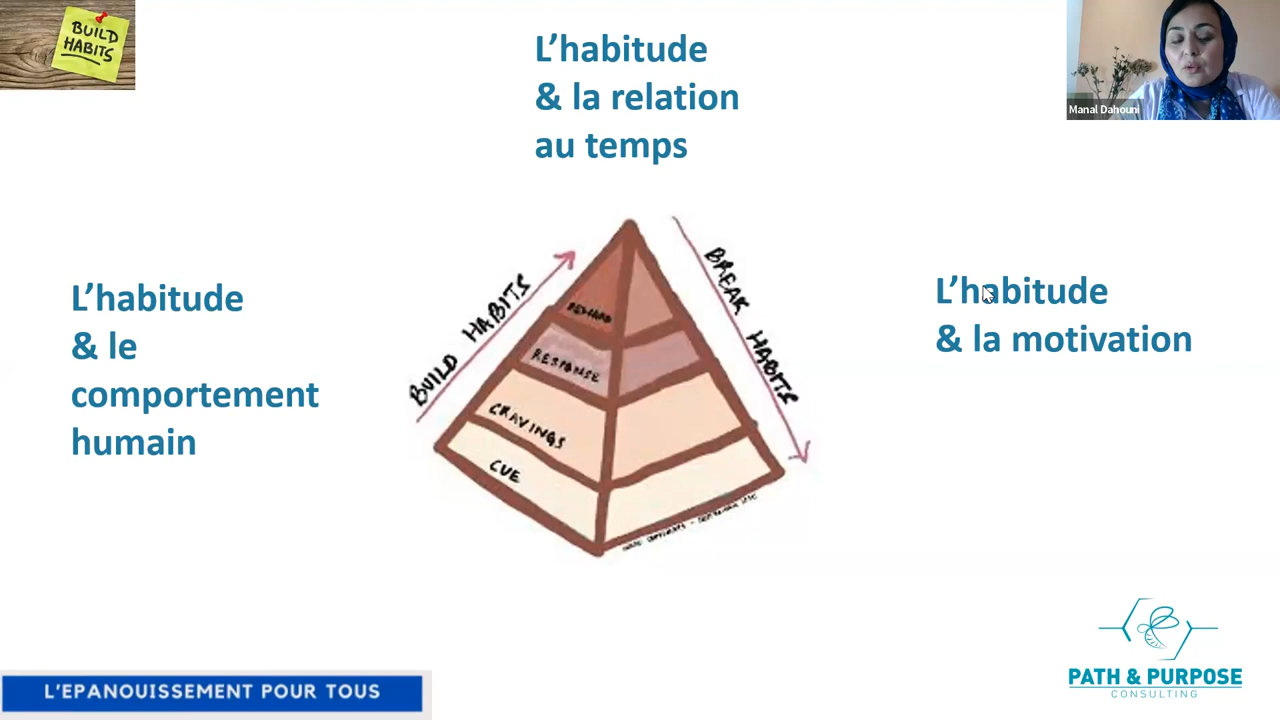 BUILD
HABITS
L'habitude
& la relation
au temps
Manal Dahouni
L'habitude
& le
comportement
humain
BUILD HABITS
BREAK HABITS
L'habitude
& la motivation
REWARD
RESPONSE
CRAVINGS
CUE
L'EPANOUISSEMENT POUR TOUS
PATH & PURPOSE
CONSULTING